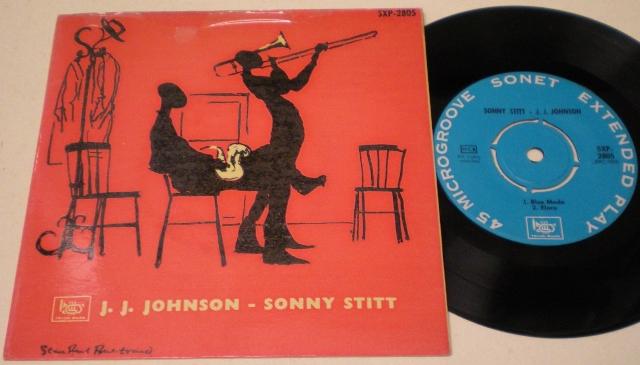 SXP-2805
J. J. JOHNSON - SONNY STITT
45 MICROGROOVE SONET EXTENDED PLAY
SONNY STITT - J. J. JOHNSON
SXP-
2805
1. Blue Mode
2. Elora